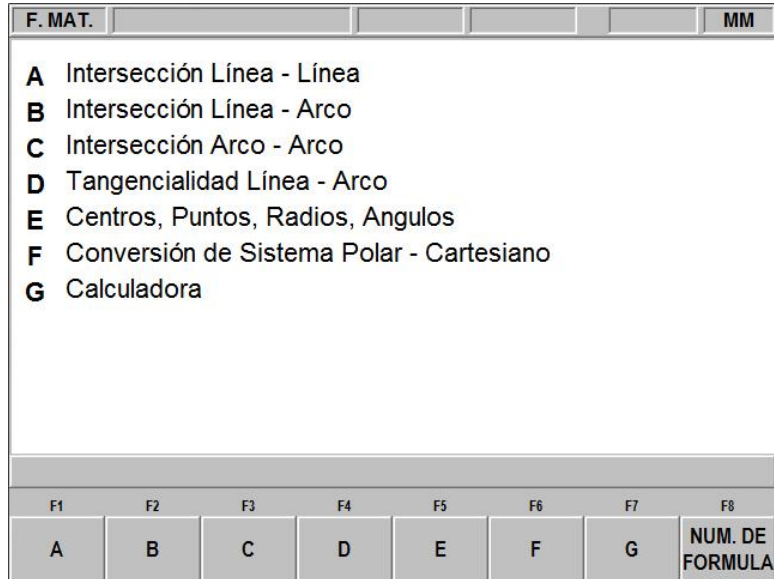 F. MAT. MM
A Intersección Línea - Línea
B Intersección Línea - Arco
C Intersección Arco - Arco
D Tangencialidad Línea - Arco
E Centros, Puntos, Radios, Angulos
F Conversión de Sistema Polar - Cartesiano
G Calculadora
F1 F2 F3 F4 F5 F6 F7 F8
A B C D E F G NUM. DE
FORMULA